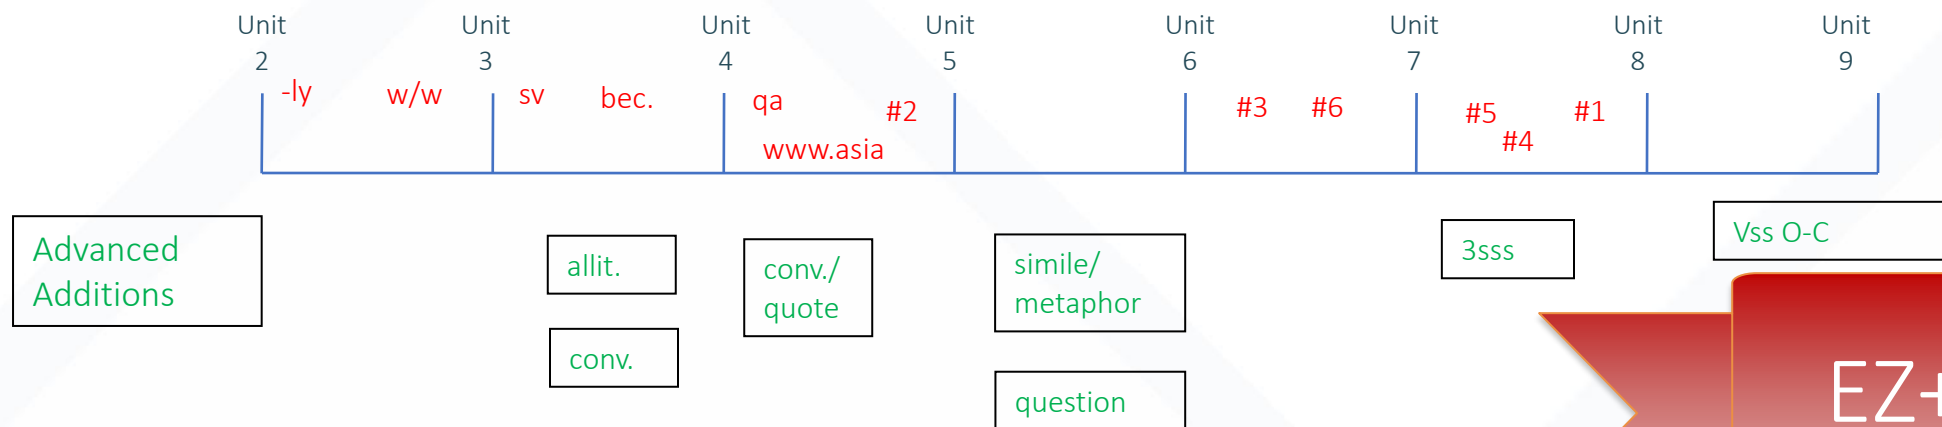 Unit 2
Unit 3
Unit 4
Unit 5
Unit 6
Unit 7
Unit 8
Unit 9
-ly
w/w
sv
bec.
qa
#2
www.asia
#3
#6
#5
#4
#1
Advanced
Additions
allit.
conv.
conv./
quote
simile/
metaphor
question
3sss
Vss O-C
EZ+